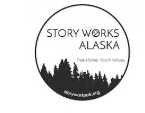 STORY WORKS
ALASKA
True stories. Youth voices.
storyworksak.org